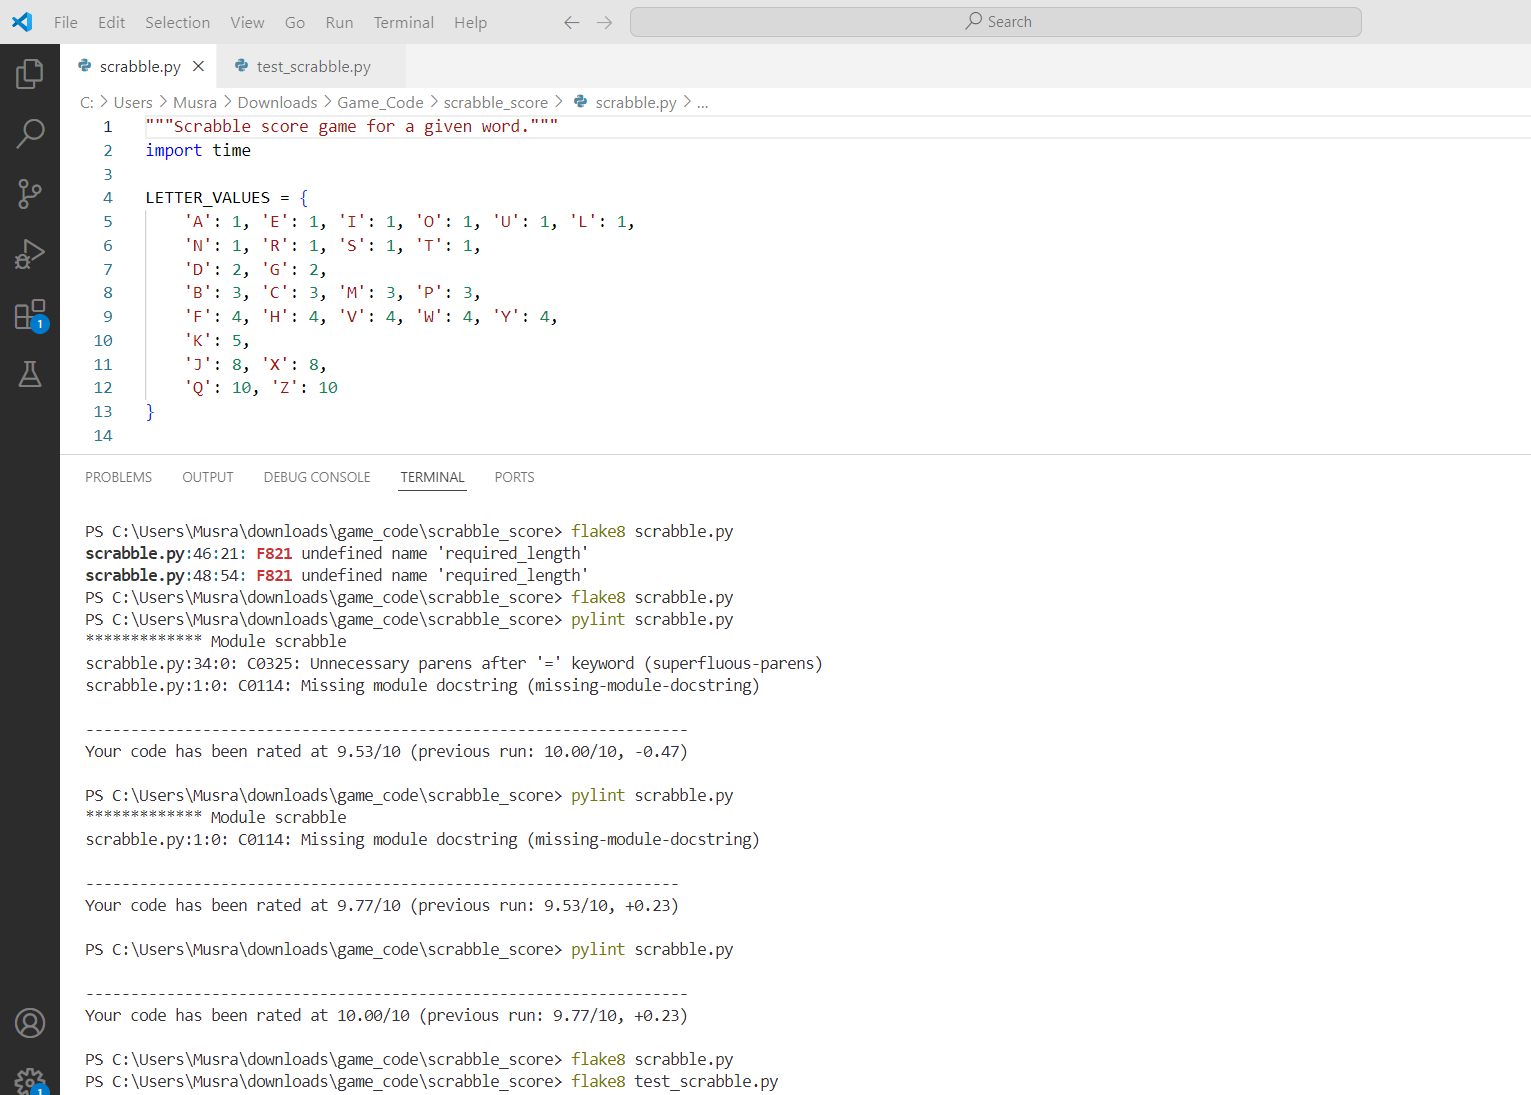 File Edit Selection View Go Run Terminal Help Search
scrabble.py test_scrabble.py
C: > Users > Musra > Downloads > Game_Code > scrabble_score > scrabble.py > ...
1 """Scrabble score game for a given word."""
2 import time
3
4 LETTER_VALUES = {
5 'A': 1, 'E': 1, 'I': 1, 'O': 1, 'U': 1, 'L': 1,
6 'N': 1, 'R': 1, 'S': 1, 'T': 1,
7 'D': 2, 'G': 2,
8 'B': 3, 'C': 3, 'M': 3, 'P': 3,
9 'F': 4, 'H': 4, 'V': 4, 'W': 4, 'Y': 4,
10 'K': 5,
11 'J': 8, 'X': 8,
12 'Q': 10, 'Z': 10
13 }
14
1
PROBLEMS OUTPUT DEBUG CONSOLE TERMINAL PORTS
PS C:\Users\Musra\downloads\game_code\scrabble_score> flake8 scrabble.py
scrabble.py:46:21: F821 undefined name 'required_length'
scrabble.py:48:54: F821 undefined name 'required_length'
PS C:\Users\Musra\downloads\game_code\scrabble_score> flake8 scrabble.py
PS C:\Users\Musra\downloads\game_code\scrabble_score> pylint scrabble.py
************* Module scrabble
scrabble.py:34:0: C0325: Unnecessary parens after '=' keyword (superfluous-parens)
scrabble.py:1:0: C0114: Missing module docstring (missing-module-docstring)
-------------------------------------------------------------------
Your code has been rated at 9.53/10 (previous run: 10.00/10, -0.47)
PS C:\Users\Musra\downloads\game_code\scrabble_score> pylint scrabble.py
************* Module scrabble
scrabble.py:1:0: C0114: Missing module docstring (missing-module-docstring)
------------------------------------------------------------------
Your code has been rated at 9.77/10 (previous run: 9.53/10, +0.23)
PS C:\Users\Musra\downloads\game_code\scrabble_score> pylint scrabble.py
-------------------------------------------------------------------
Your code has been rated at 10.00/10 (previous run: 9.77/10, +0.23)
PS C:\Users\Musra\downloads\game_code\scrabble_score> flake8 scrabble.py
PS C:\Users\Musra\downloads\game_code\scrabble_score> flake8 test_scrabble.py
1